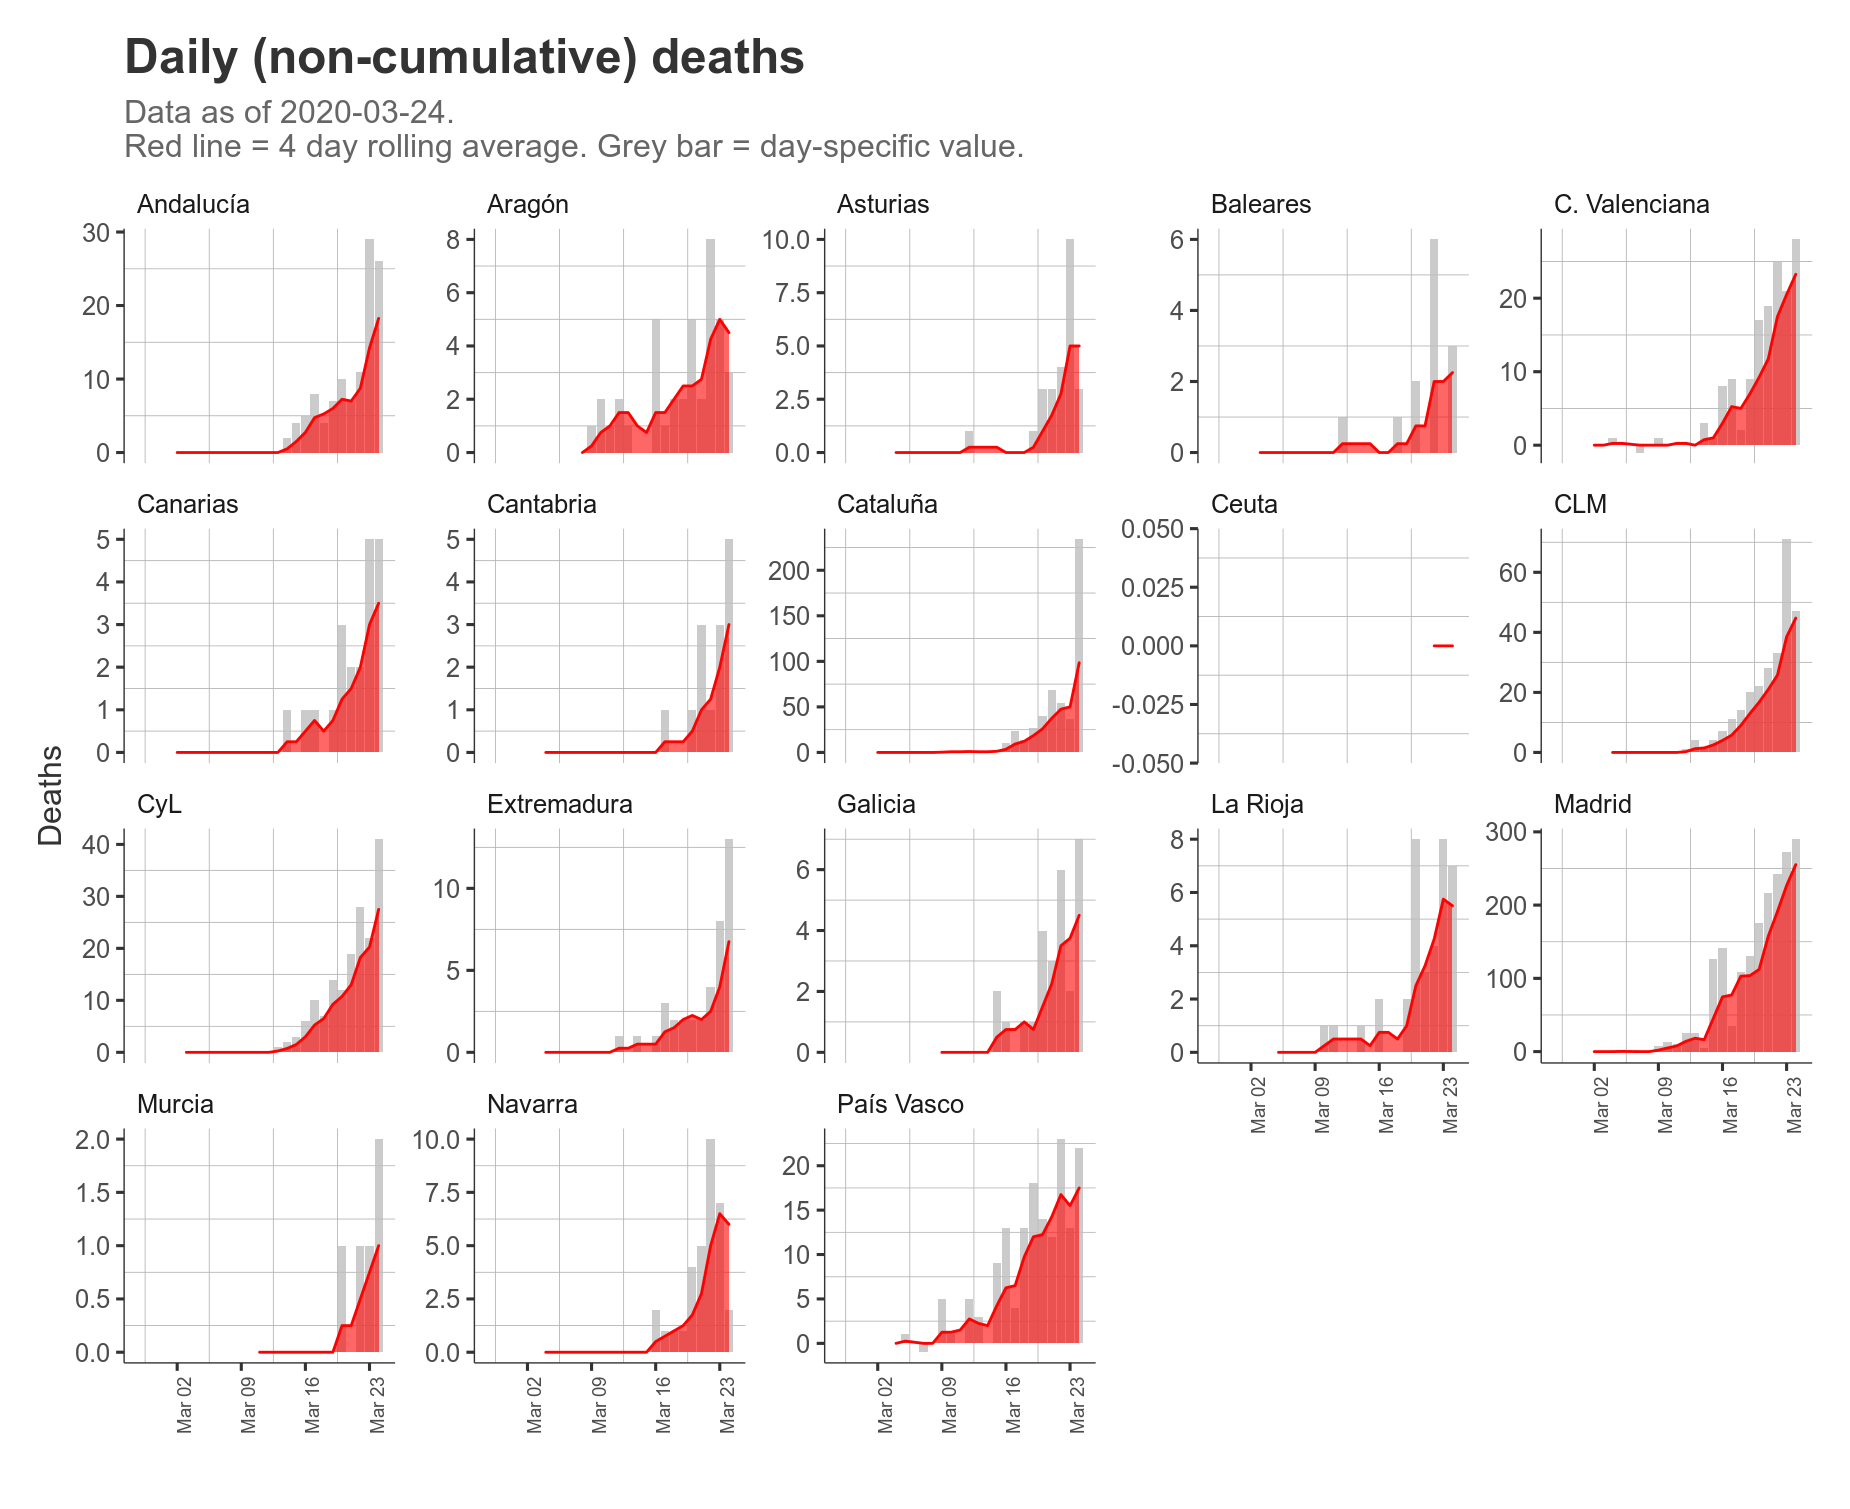 Daily (non-cumulative) deaths
Data as of 2020-03-24.
Red line = 4 day rolling average. Grey bar = day-specific value.
Deaths
Andalucía
30
20
10
0
Aragón
8
6
4
2
0
Asturias
10.0
7.5
5.0
2.5
0.0
Baleares
6
4
2
0
C. Valenciana
20
10
0
Canarias
5
4
3
2
1
0
Cantabria
5
4
3
2
1
0
Cataluña
200
150
100
50
0
Ceuta
0.050
0.025
0.000
-0.025
-0.050
CLM
60
40
20
0
CyL
40
30
20
10
0
Extremadura
10
5
0
Galicia
6
4
2
0
La Rioja
8
6
4
2
0
Mar 02
Mar 09
Mar 16
Mar 23
Madrid
300
200
100
0
Mar 02
Mar 09
Mar 16
Mar 23
Murcia
2.0
1.5
1.0
0.5
0.0
Mar 02
Mar 09
Mar 16
Mar 23
Navarra
10.0
7.5
5.0
2.5
0.0
Mar 02
Mar 09
Mar 16
Mar 23
País Vasco
20
15
10
5
0
Mar 02
Mar 09
Mar 16
Mar 23